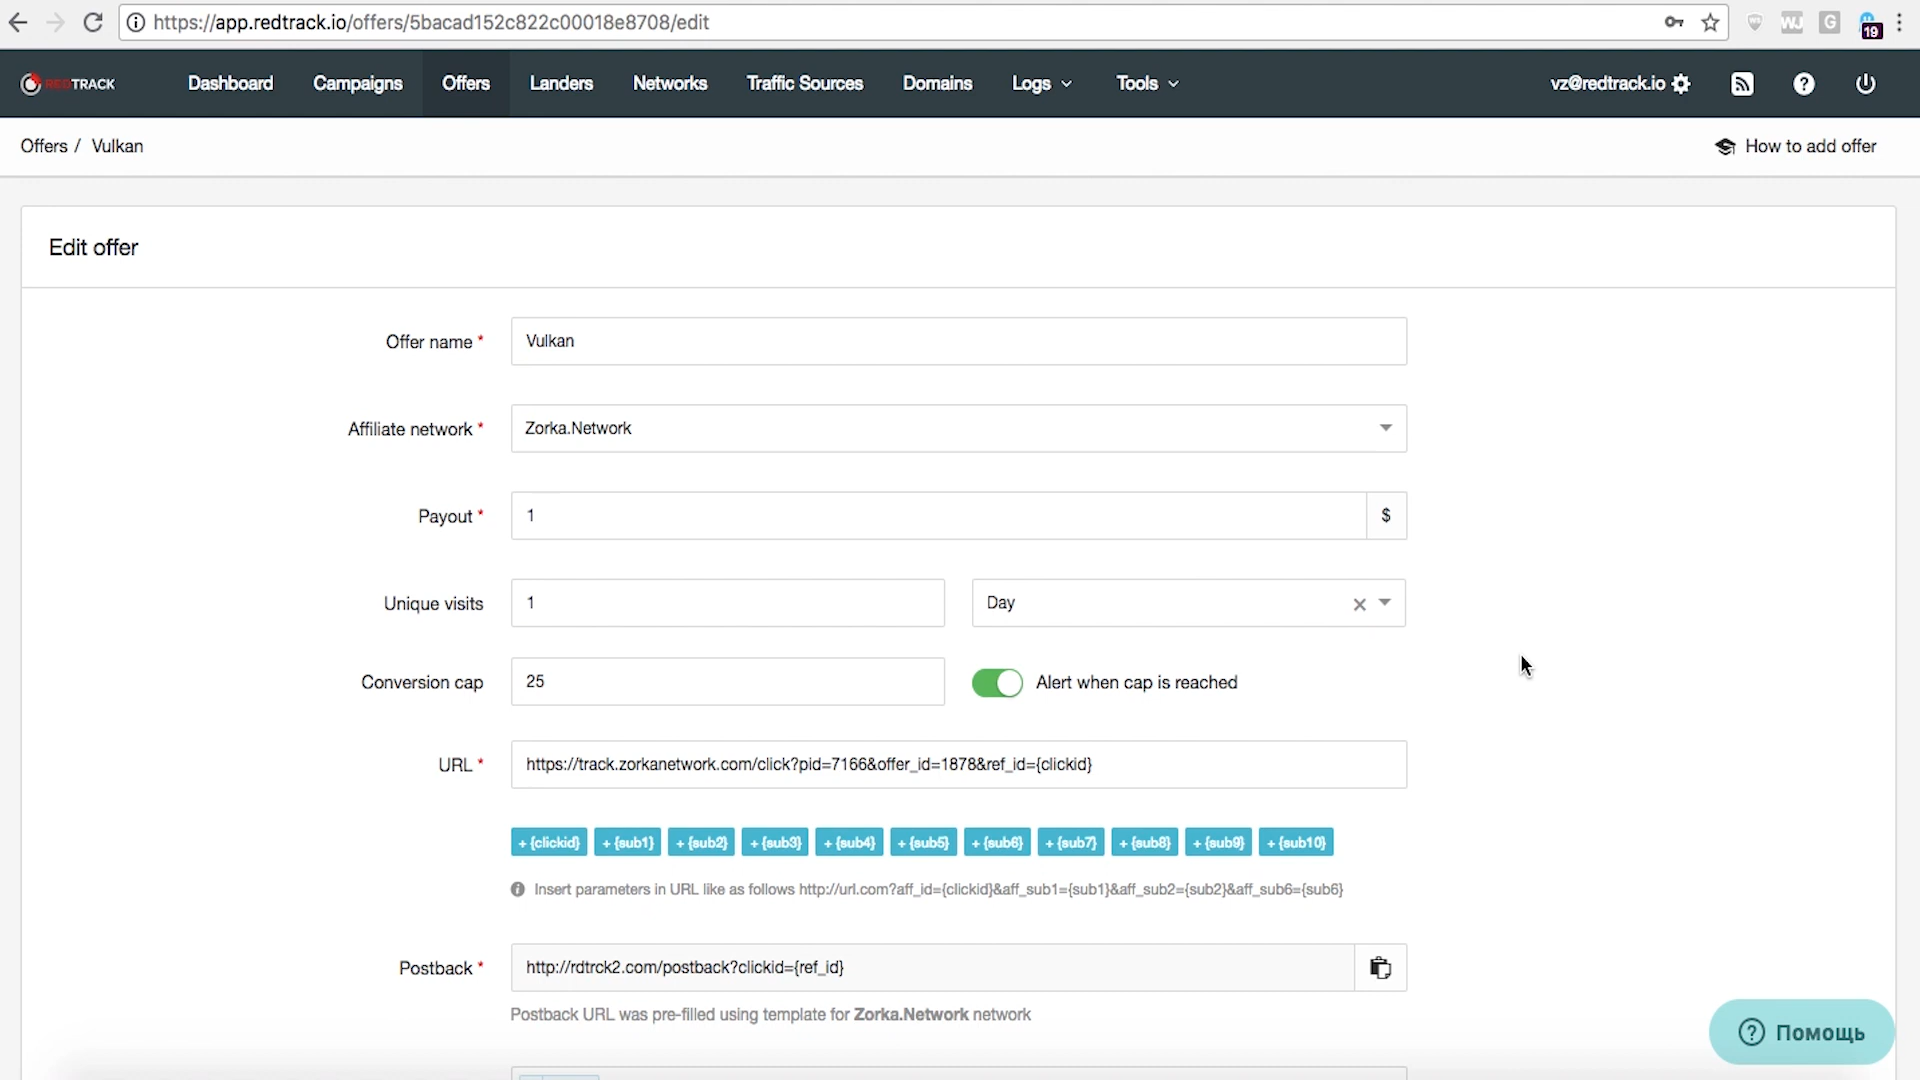 https://app.redtrack.io/offers/5bacad152c822c00018e8708/edit
WJ
G
19
REDTRACK
Dashboard
Campaigns
Offers
Landers
Networks
Traffic Sources
Domains
Logs
Tools
vz@redtrack.io
Offers / Vulkan
How to add offer
Edit offer
Offer name *
Vulkan
Affiliate network *
Zorka.Network
Payout *
1
$
Unique visits
1
Day
Conversion cap
25
Alert when cap is reached
URL *
https://track.zorkanetwork.com/click?pid=7166&offer_id=1878&ref_id={clickid}
+ {clickid} + {sub1} + {sub2} + {sub3} + {sub4} + {sub5} + {sub6} + {sub7} + {sub8} + {sub9} + {sub10}
Insert parameters in URL like as follows http://url.com?aff_id={clickid}&aff_sub1={sub1}&aff_sub2={sub2}&aff_sub6={sub6}
Postback *
http://rdtrck2.com/postback?clickid={ref_id}
Postback URL was pre-filled using template for Zorka.Network network
Помощь